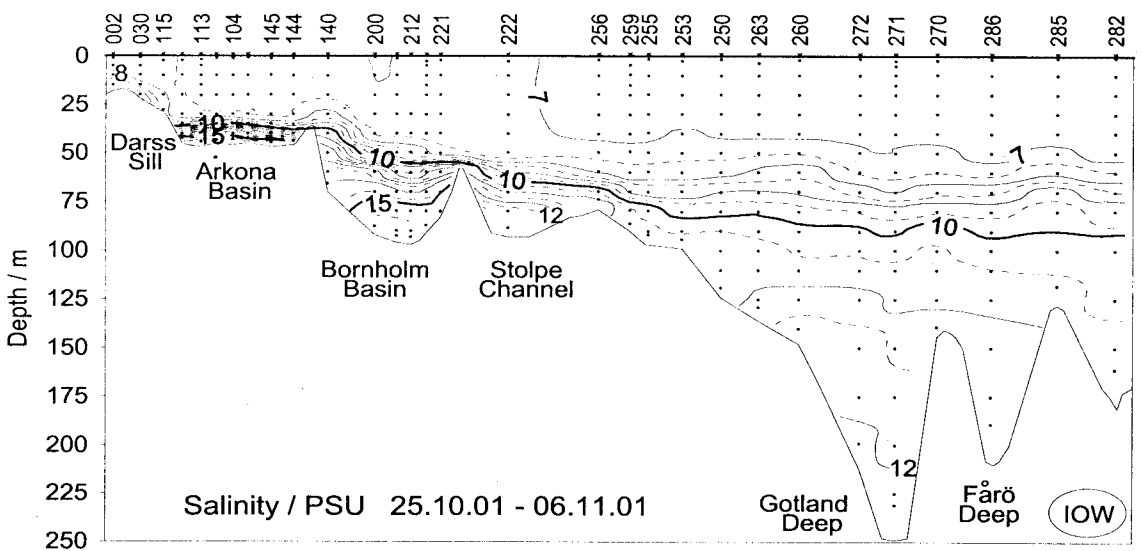 002 030 115 113 104 145 144 140 200 212 221 222 256 259 255 253 263 260 272 271 270 286 285 282
0
8
7
25
10
15
Darss Sill
Arkona Basin
50
10
10
7
75
15
12
10
100
Bornholm Basin
Stolpe Channel
125
150
175
200
12
225
Salinity / PSU 25.10.01 - 06.11.01
Gotland Deep
Fårö Deep
IOW
250
Depth / m